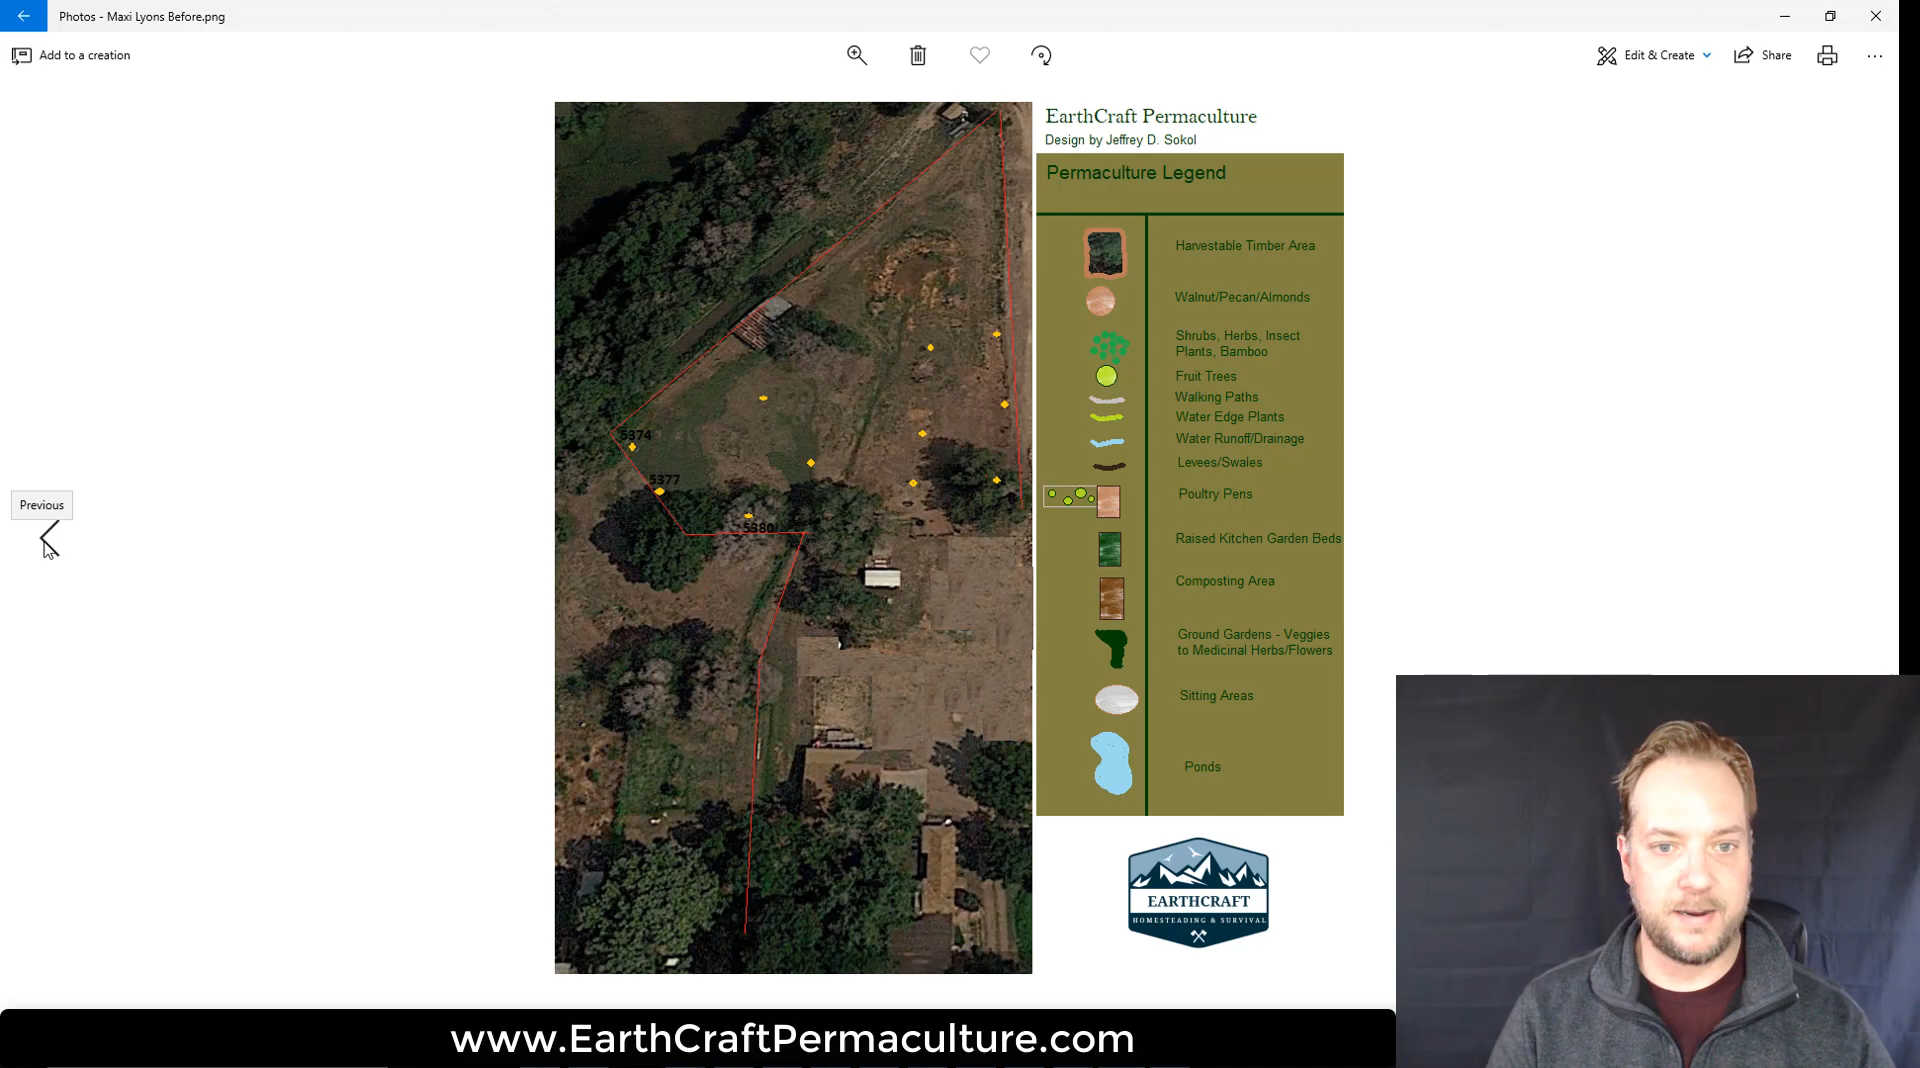 Photos - Maxi Lyons Before.png
Add to a creation
Edit & Create
Share
EarthCraft Permaculture
Design by Jeffrey D. Sokol
Permaculture Legend
Harvestable Timber Area
Walnut/Pecan/Almonds
Shrubs, Herbs, Insect
Plants, Bamboo
Fruit Trees
Walking Paths
Water Edge Plants
Water Runoff/Drainage
Levees/Swales
Poultry Pens
Raised Kitchen Garden Beds
Composting Area
Ground Gardens - Veggies
to Medicinal Herbs/Flowers
Sitting Areas
Ponds
5374
5377
5380
Previous
EARTHCRAFT
HOMESTEADING & SURVIVAL
www.EarthCraftPermaculture.com